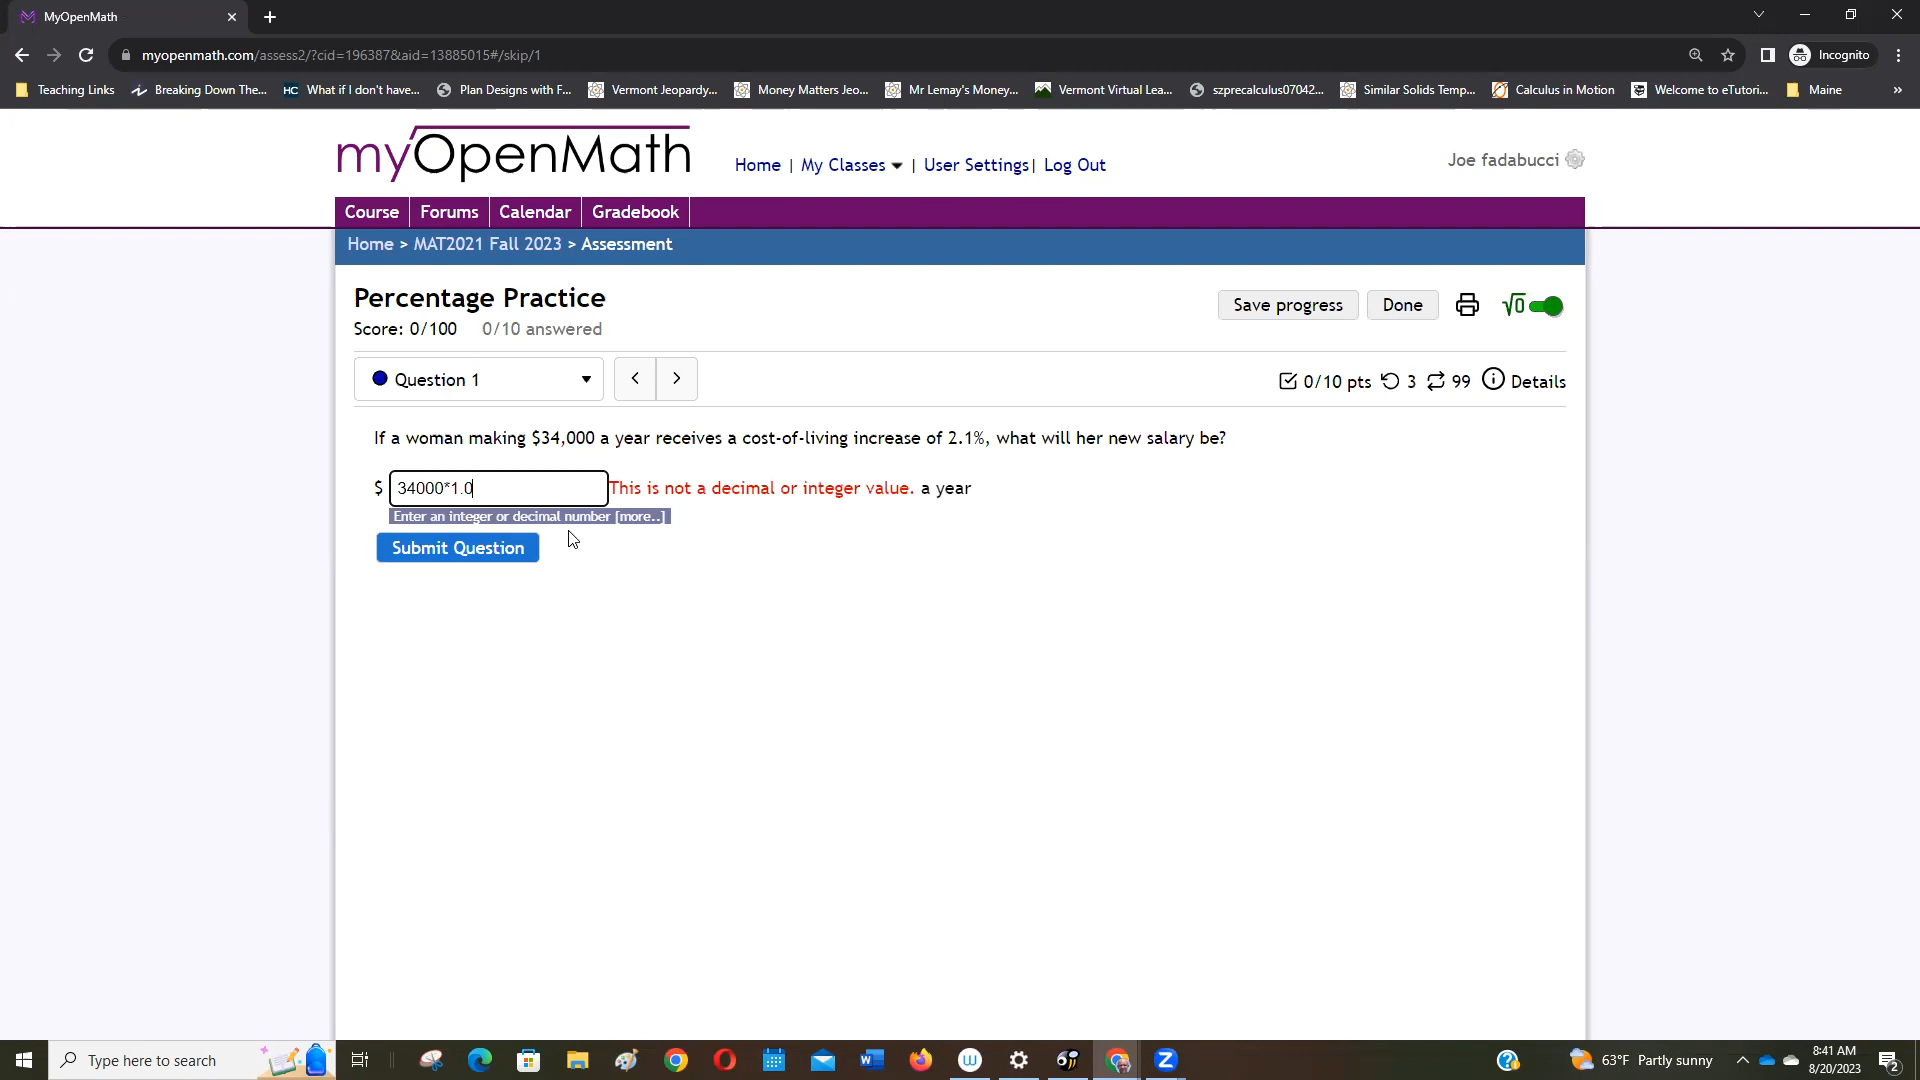 MyOpenMath
myopenmath.com/assess2/?cid=196387&aid=13885015#/skip/1
Incognito
Teaching Links
Breaking Down The...
HC What if I don't have...
Plan Designs with F...
Vermont Jeopardy...
Money Matters Jeo...
Mr Lemay's Money...
Vermont Virtual Lea...
szprecalculus07042...
Similar Solids Temp...
Calculus in Motion
Welcome to eTutori...
Maine
»
myOpenMath
Home | My Classes | User Settings | Log Out
Joe fadabucci
Course Forums Calendar Gradebook
Home > MAT2021 Fall 2023 > Assessment
Percentage Practice
Save progress Done √0
Score: 0/100 0/10 answered
Question 1 < >
0/10 pts 3 99 Details
If a woman making $34,000 a year receives a cost-of-living increase of 2.1%, what will her new salary be?
$ 34000*1.0 This is not a decimal or integer value. a year
Enter an integer or decimal number [more..]
Submit Question
Type here to search
63°F Partly sunny
8:41 AM
8/20/2023
2